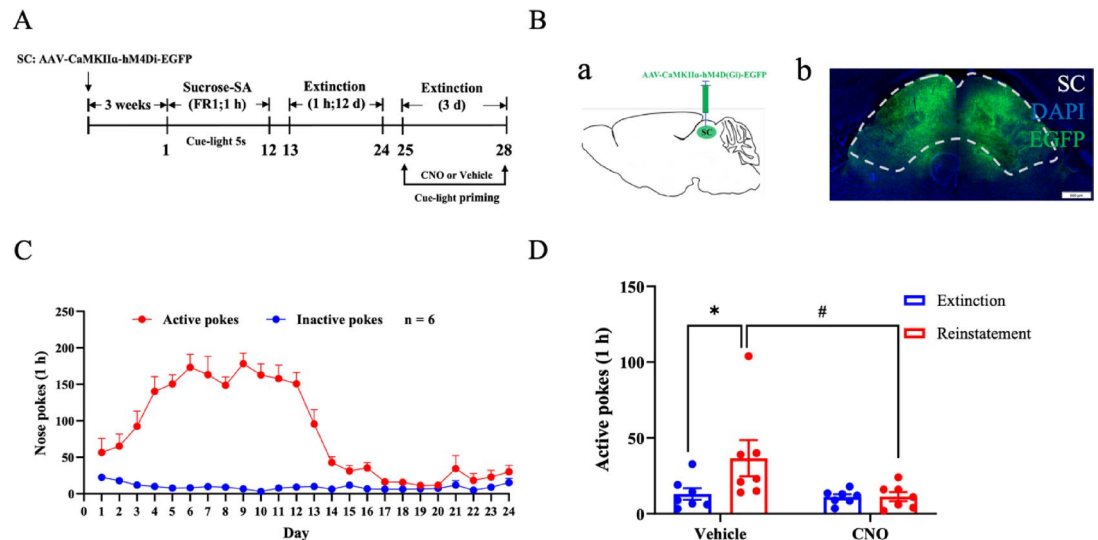 A
SC: AAV-CaMKIIα-hM4Di-EGFP
3 weeks
Sucrose-SA
(FR1;1 h)
Extinction
(1 h;12 d)
Extinction
(3 d)
Cue-light 5s
1 12 13 24 25 28
CNO or Vehicle
Cue-light priming
B
a
AAV-CaMKIIα-hM4D(Gi)-EGFP
SC
b
SC
DAPI
EGFP
C
Active pokes Inactive pokes n = 6
Nose pokes (1 h)
250
200
150
100
50
0
1 2 3 4 5 6 7 8 9 10 11 12 13 14 15 16 17 18 19 20 21 22 23 24
Day
D
Active pokes (1 h)
150
100
50
0
* #
Extinction
Reinstatement
Vehicle CNO